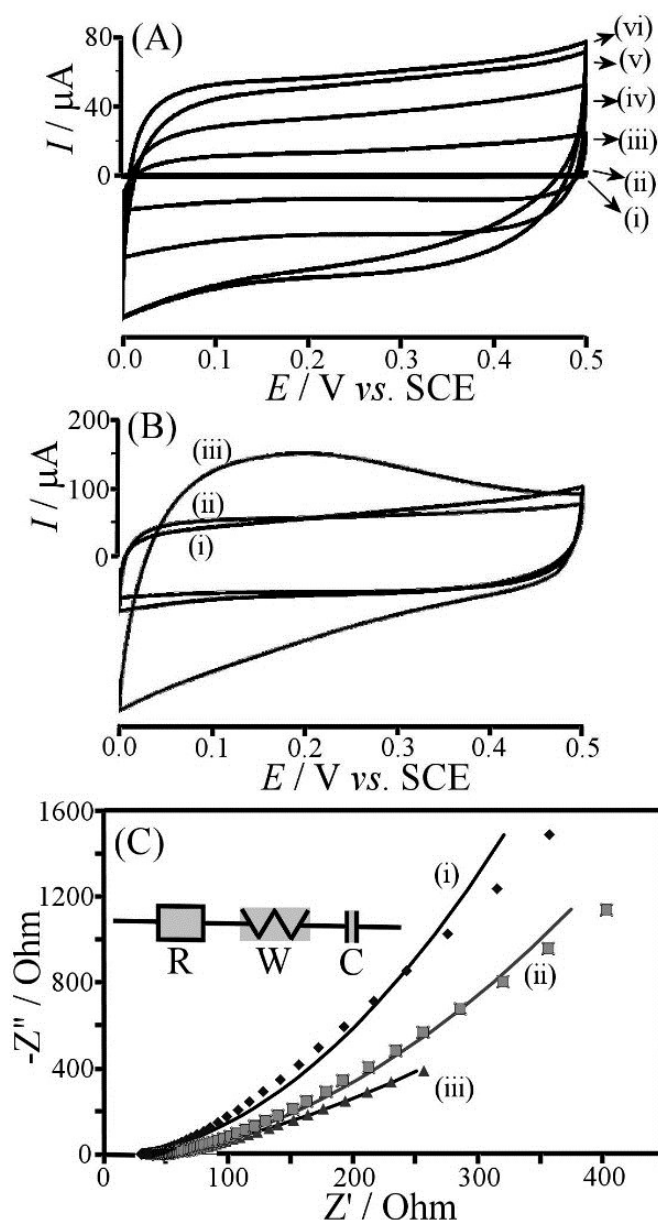 (A)
80
40
0
I / µA
(vi)
(v)
(iv)
(iii)
(ii)
(i)
0.0 0.1 0.2 0.3 0.4 0.5
E / V vs. SCE
(B)
200
100
0
I / µA
(iii)
(ii)
(i)
0.0 0.1 0.2 0.3 0.4 0.5
E / V vs. SCE
(C)
1600
1200
800
400
0
-Z" / Ohm
R W C
(i)
(ii)
(iii)
0 100 200 300 400
Z' / Ohm